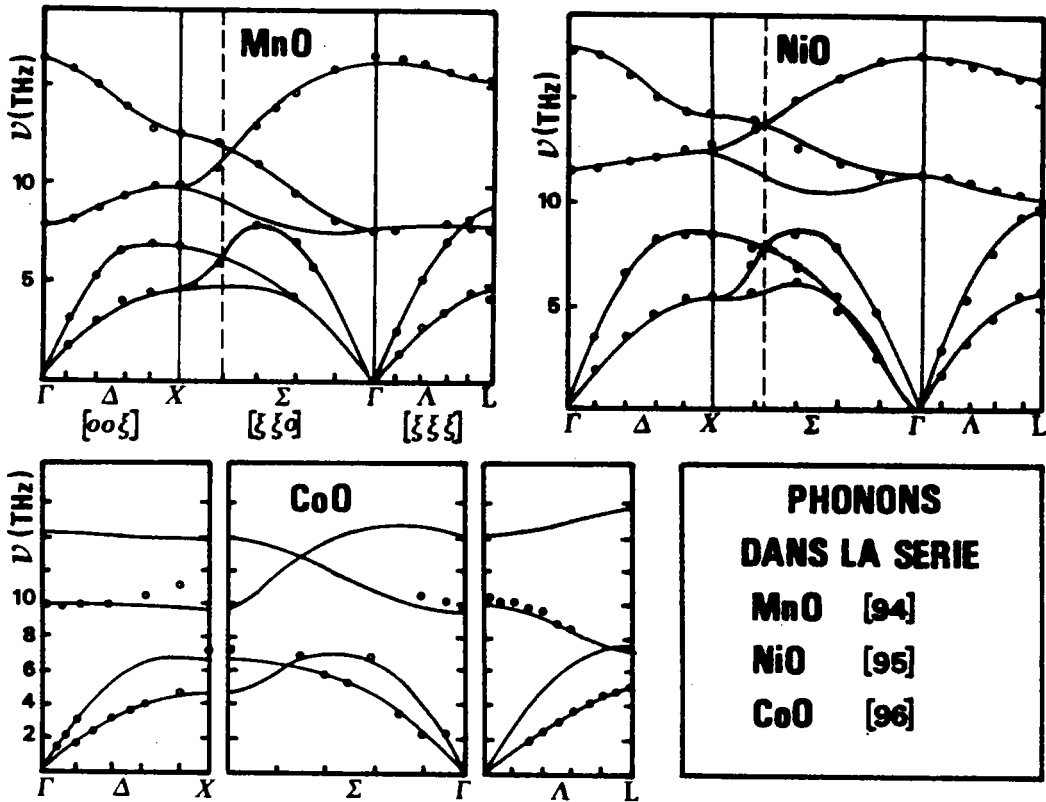 MnO
ν(THz)
10
5
Γ Δ X Σ Γ Λ L
[ooξ] [ξξo] [ξξξ]
NiO
ν(THz)
10
5
Γ Δ X Σ Γ Λ L
CoO
ν(THz)
10
8
6
4
2
Γ Δ X Σ Γ Λ L
PHONONS
DANS LA SERIE
MnO [94]
NiO [95]
CoO [96]